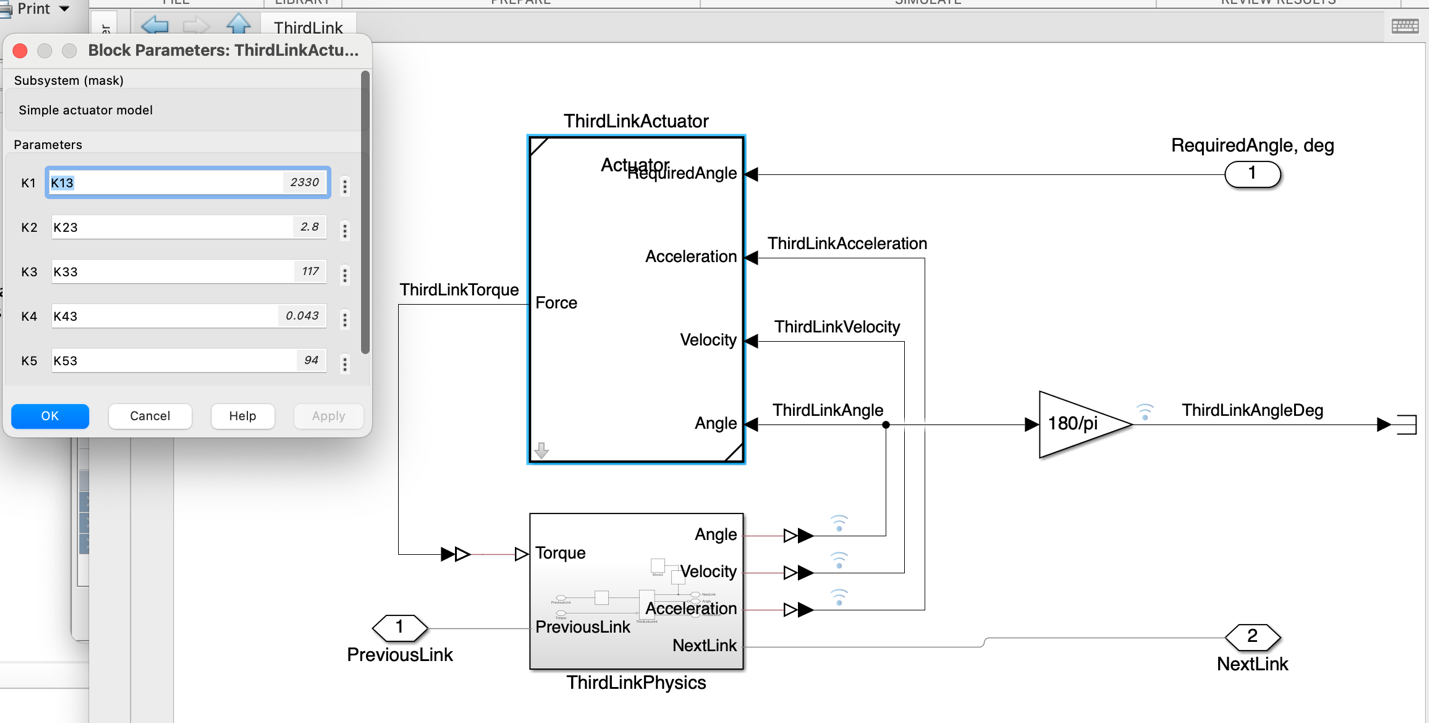 Print
FILE
LIBRARY
PREPARE
SIMULATE
REVIEW RESULTS
ThirdLink
Block Parameters: ThirdLinkActu...
Subsystem (mask)
Simple actuator model
Parameters
K1 K13 2330
K2 K23 2.8
K3 K33 117
K4 K43 0.043
K5 K53 94
OK Cancel Help Apply
ThirdLinkActuator
Actuator
RequiredAngle
RequiredAngle, deg
1
Acceleration
ThirdLinkAcceleration
ThirdLinkTorque
Force
Velocity
ThirdLinkVelocity
Angle
ThirdLinkAngle
180/pi
ThirdLinkAngleDeg
Angle
Torque
Velocity
Acceleration
1
PreviousLink
PreviousLink
NextLink
2
NextLink
ThirdLinkPhysics